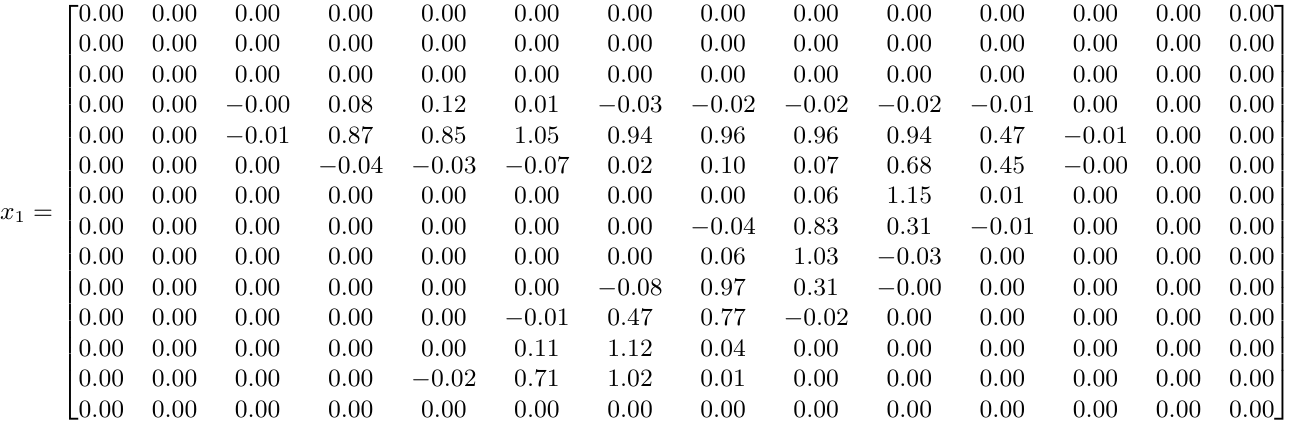 0.00 0.00 0.00 0.00 0.00 0.00 0.00 0.00 0.00 0.00 0.00 0.00 0.00 0.00
0.00 0.00 0.00 0.00 0.00 0.00 0.00 0.00 0.00 0.00 0.00 0.00 0.00 0.00
0.00 0.00 0.00 0.00 0.00 0.00 0.00 0.00 0.00 0.00 0.00 0.00 0.00 0.00
0.00 0.00 −0.00 0.08 0.12 0.01 −0.03 −0.02 −0.02 −0.02 −0.01 0.00 0.00 0.00
0.00 0.00 −0.01 0.87 0.85 1.05 0.94 0.96 0.96 0.94 0.47 −0.01 0.00 0.00
0.00 0.00 0.00 −0.04 −0.03 −0.07 0.02 0.10 0.07 0.68 0.45 −0.00 0.00 0.00
0.00 0.00 0.00 0.00 0.00 0.00 0.00 0.00 0.06 1.15 0.01 0.00 0.00 0.00
x₁ = 0.00 0.00 0.00 0.00 0.00 0.00 0.00 −0.04 0.83 0.31 −0.01 0.00 0.00 0.00
0.00 0.00 0.00 0.00 0.00 0.00 0.00 0.06 1.03 −0.03 0.00 0.00 0.00 0.00
0.00 0.00 0.00 0.00 0.00 0.00 −0.08 0.97 0.31 −0.00 0.00 0.00 0.00 0.00
0.00 0.00 0.00 0.00 0.00 −0.01 0.47 0.77 −0.02 0.00 0.00 0.00 0.00 0.00
0.00 0.00 0.00 0.00 0.00 0.11 1.12 0.04 0.00 0.00 0.00 0.00 0.00 0.00
0.00 0.00 0.00 0.00 −0.02 0.71 1.02 0.01 0.00 0.00 0.00 0.00 0.00 0.00
0.00 0.00 0.00 0.00 0.00 0.00 0.00 0.00 0.00 0.00 0.00 0.00 0.00 0.00